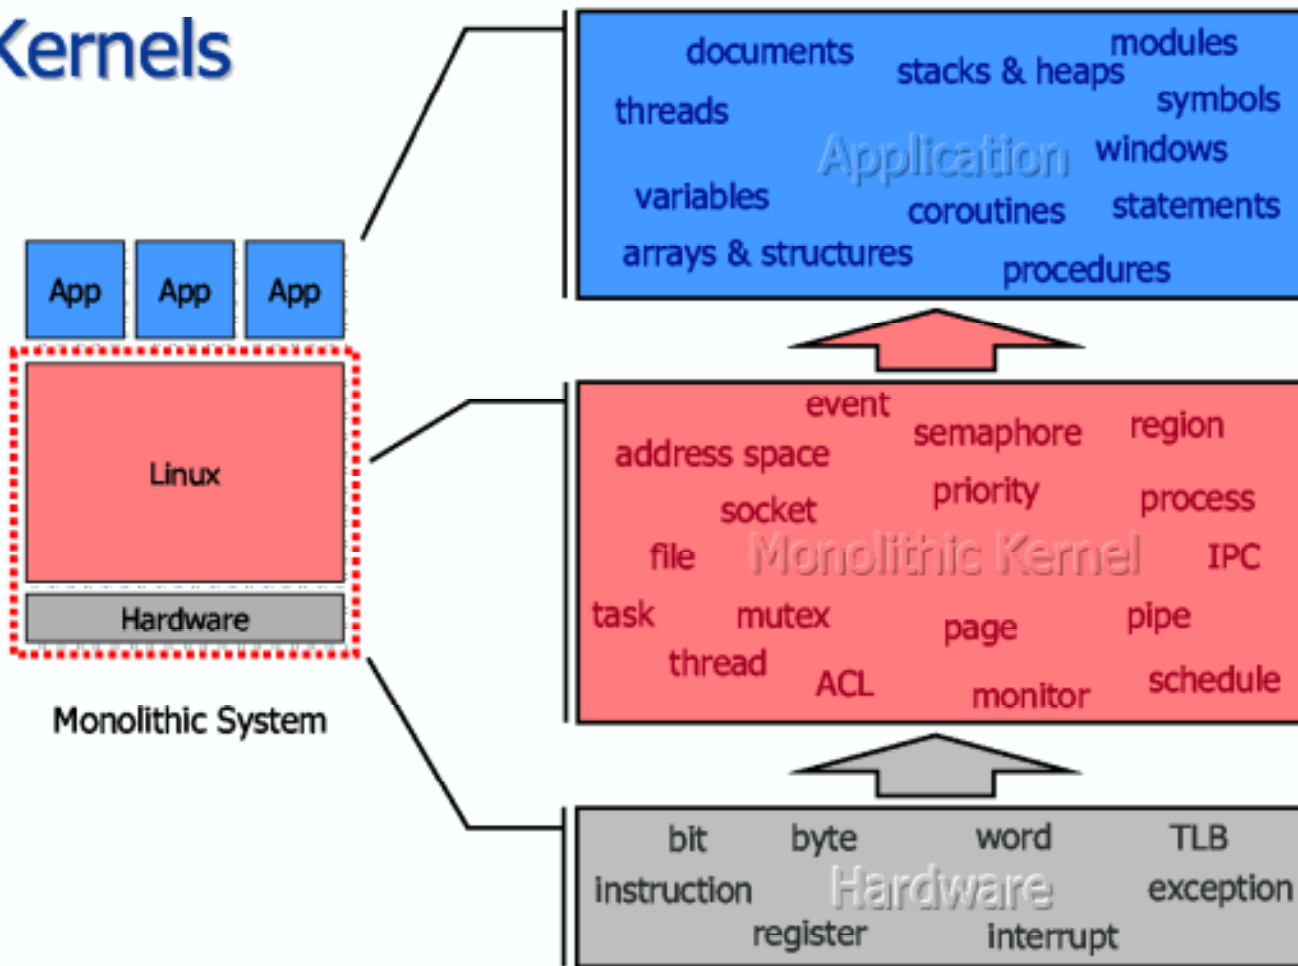 Kernels
App App App
Linux
Hardware
Monolithic System
documents
modules
stacks & heaps
threads
symbols
Application
windows
variables
coroutines
statements
arrays & structures
procedures
event
semaphore
region
address space
priority
process
socket
file
Monolithic Kernel
IPC
task
mutex
page
pipe
thread
ACL
monitor
schedule
bit byte word TLB
instruction
Hardware
exception
register
interrupt